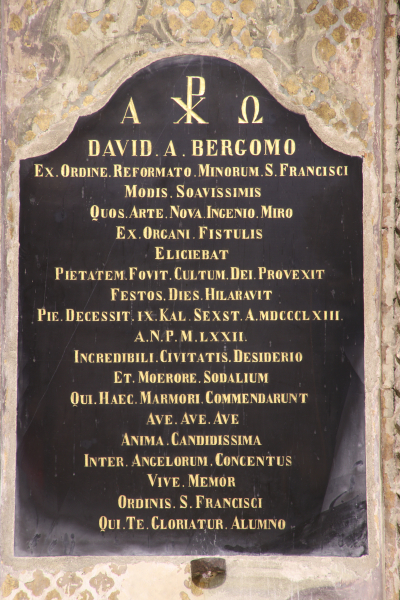 Α ☧ Ω
DAVID . A . BERGOMO
EX . ORDINE . REFORMATO . MINORUM . S . FRANCISCI
MODIS . SOAVISSIMIS
QUOS . ARTE . NOVA . INGENIO . MIRO
EX . ORGANI . FISTULIS
ELICIEBAT
PIETATEM . FOVIT . CULTUM . DEI . PROVEXIT
FESTOS . DIES . HILARAVIT
PIE . DECESSIT . IX . KAL . SEXST . A . MDCCCLXIII .
A . N . P . M . LXXII .
INCREDIBILI . CIVITATIS . DESIDERIO
ET . MOERORE . SODALIUM
QUI . HAEC . MARMORI . COMMENDARUNT
AVE . AVE . AVE
ANIMA . CANDIDISSIMA
INTER . ANGELORUM . CONCENTUS
VIVE . MEMOR
ORDINIS . S . FRANCISCI
QUI . TE . GLORIATUR . ALUMNO